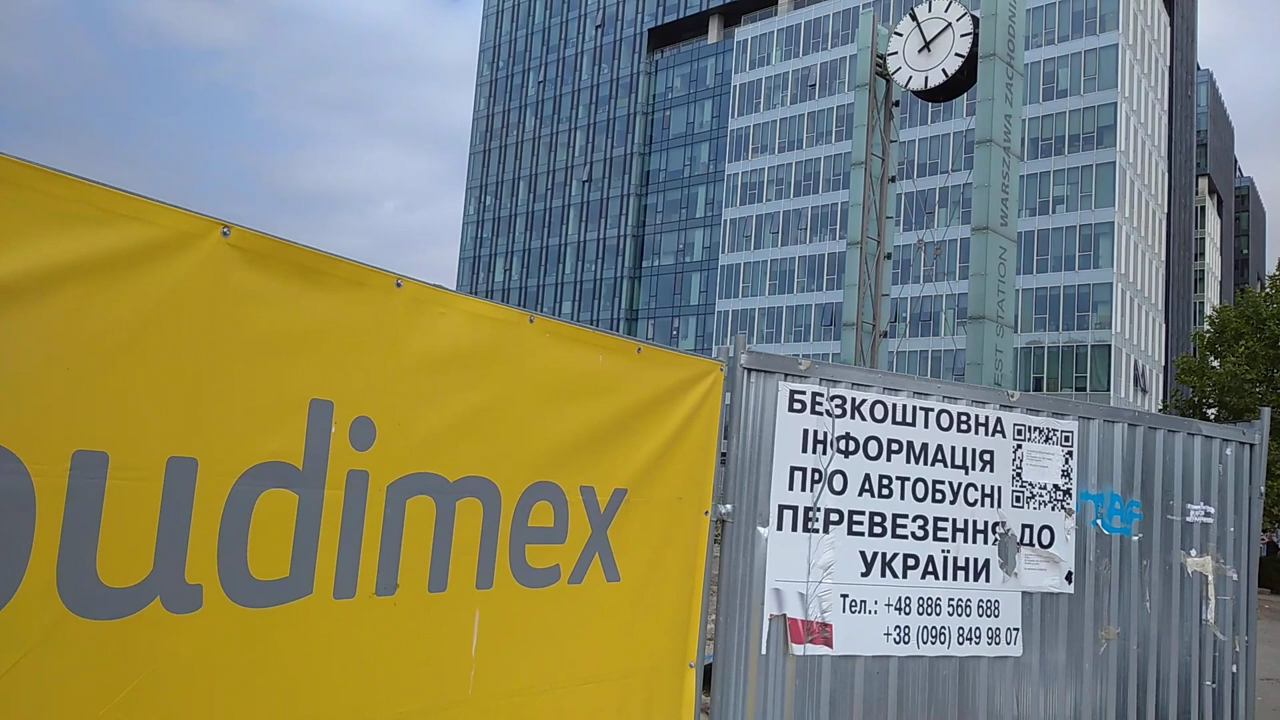 EST STATION WARSZAWA ZACHODNI
udimex
БЕЗКОШТОВНА
ІНФОРМАЦІЯ
ПРО АВТОБУСНІ
ПЕРЕВЕЗЕННЯ ДО
УКРАЇНИ
Тел.: +48 886 566 688
+38 (096) 849 98 07